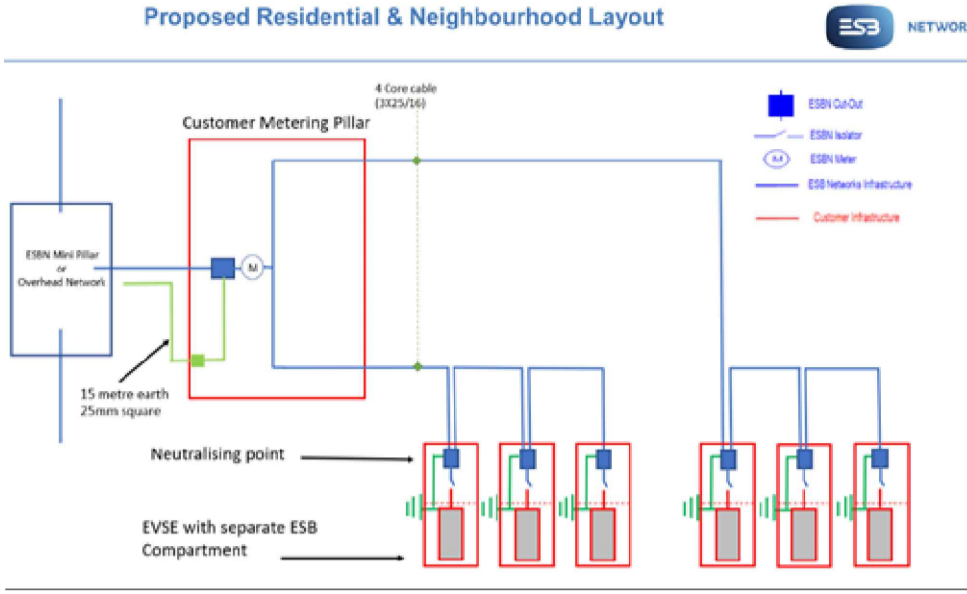 Proposed Residential & Neighbourhood Layout
ESB NETWOR
4 Core cable
(3X25/16)
Customer Metering Pillar
ESBN Cut-Out
ESBN Isolator
M
ESBN Meter
ESB Networks Infrastructure
Customer Infrastructure
ESBN Mini Pillar
or
Overhead Network
M
15 metre earth
25mm square
Neutralising point
EVSE with separate ESB
Compartment